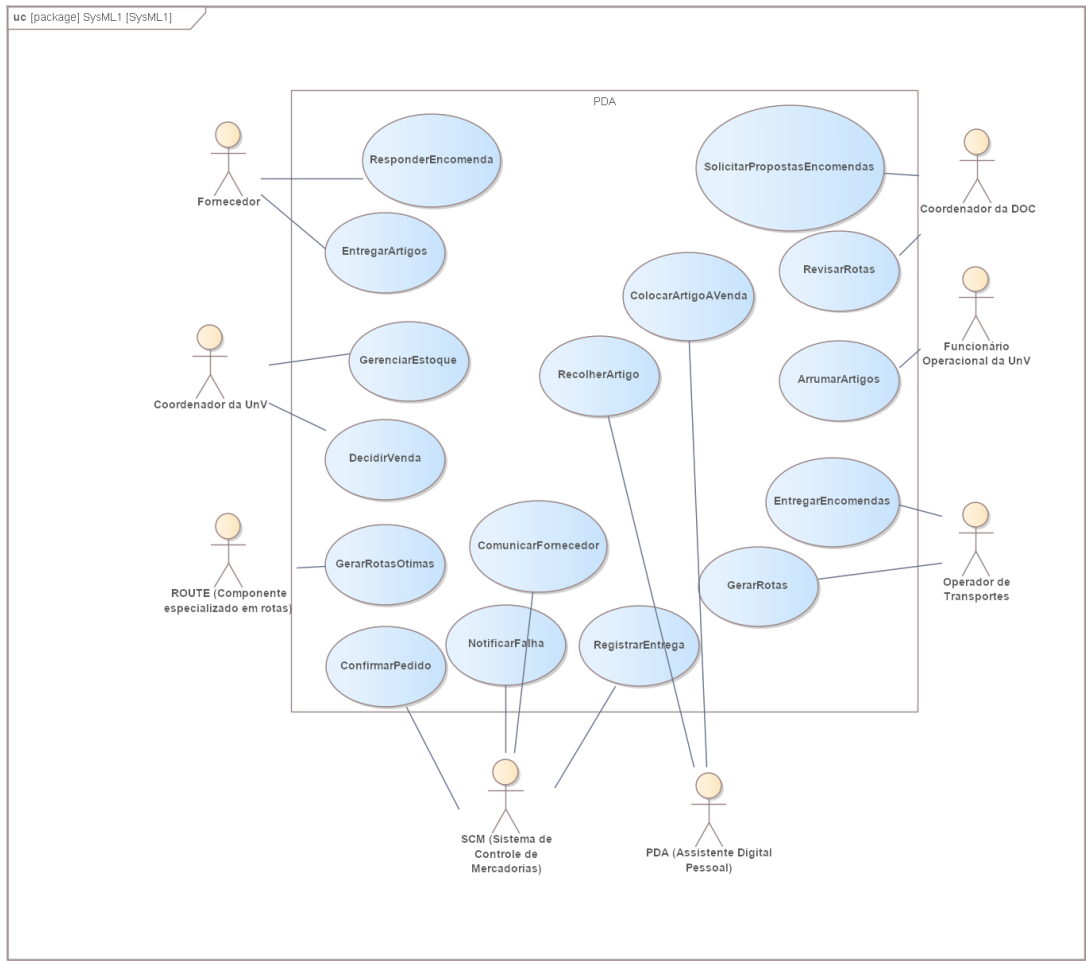 uc [package] SysML1 [SysML1]
PDA
ResponderEncomenda
SolicitarPropostasEncomendas
Fornecedor
Coordenador da DOC
EntregarArtigos
RevisarRotas
ColocarArtigoAVenda
Funcionário
Operacional da UnV
GerenciarEstoque
RecolherArtigo
ArrumarArtigos
Coordenador da UnV
DecidirVenda
EntregarEncomendas
ComunicarFornecedor
GerarRotasOtimas
GerarRotas
Operador de
Transportes
ROUTE (Componente
especializado em rotas)
NotificarFalha
RegistrarEntrega
ConfirmarPedido
SCM (Sistema de
Controle de
Mercadorias)
PDA (Assistente Digital
Pessoal)